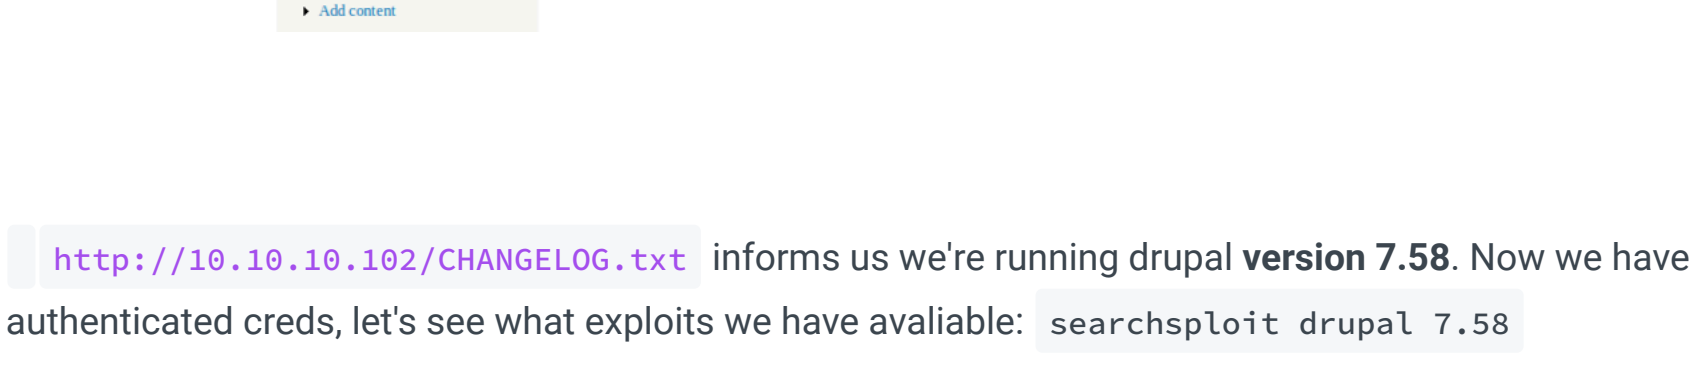 Add content
http://10.10.10.102/CHANGELOG.txt informs us we're running drupal version 7.58. Now we have
authenticated creds, let's see what exploits we have avaliable: searchsploit drupal 7.58